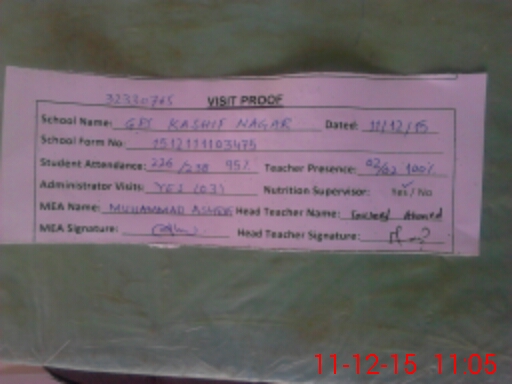 32330765 VISIT PROOF
School Name: GPS KASHIF NAGAR Dated: 11/12/15
School Form No: 1512111103475
Student Attendance: 226/238 95% Teacher Presence: 02/02 100%
Administrator Visits: YES (03) Nutrition Supervisor: Yes/No
MEA Name: MUHAMMAD Head Teacher Name: Ahmed
MEA Signature: Head Teacher Signature:
11-12-15 11:05